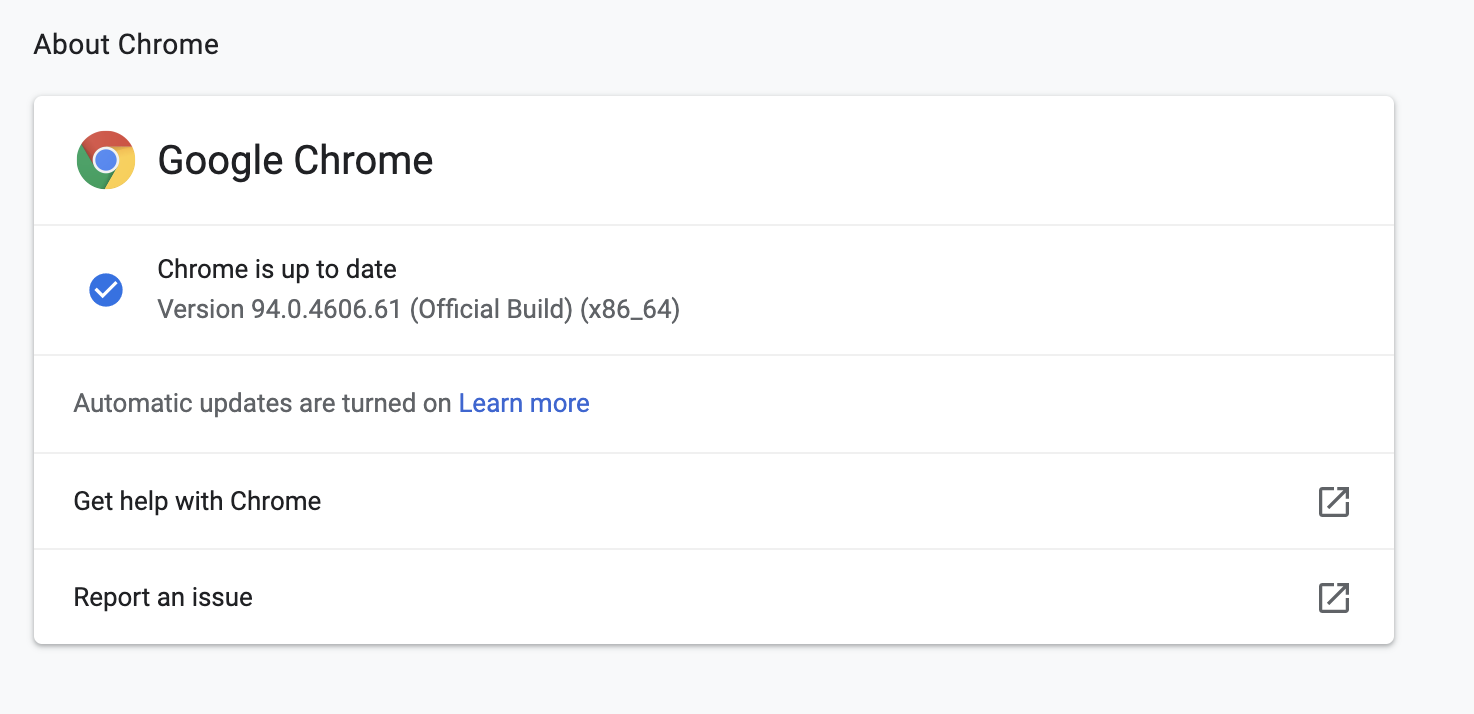 About Chrome
Google Chrome
Chrome is up to date
Version 94.0.4606.61 (Official Build) (x86_64)
Automatic updates are turned on Learn more
Get help with Chrome
Report an issue